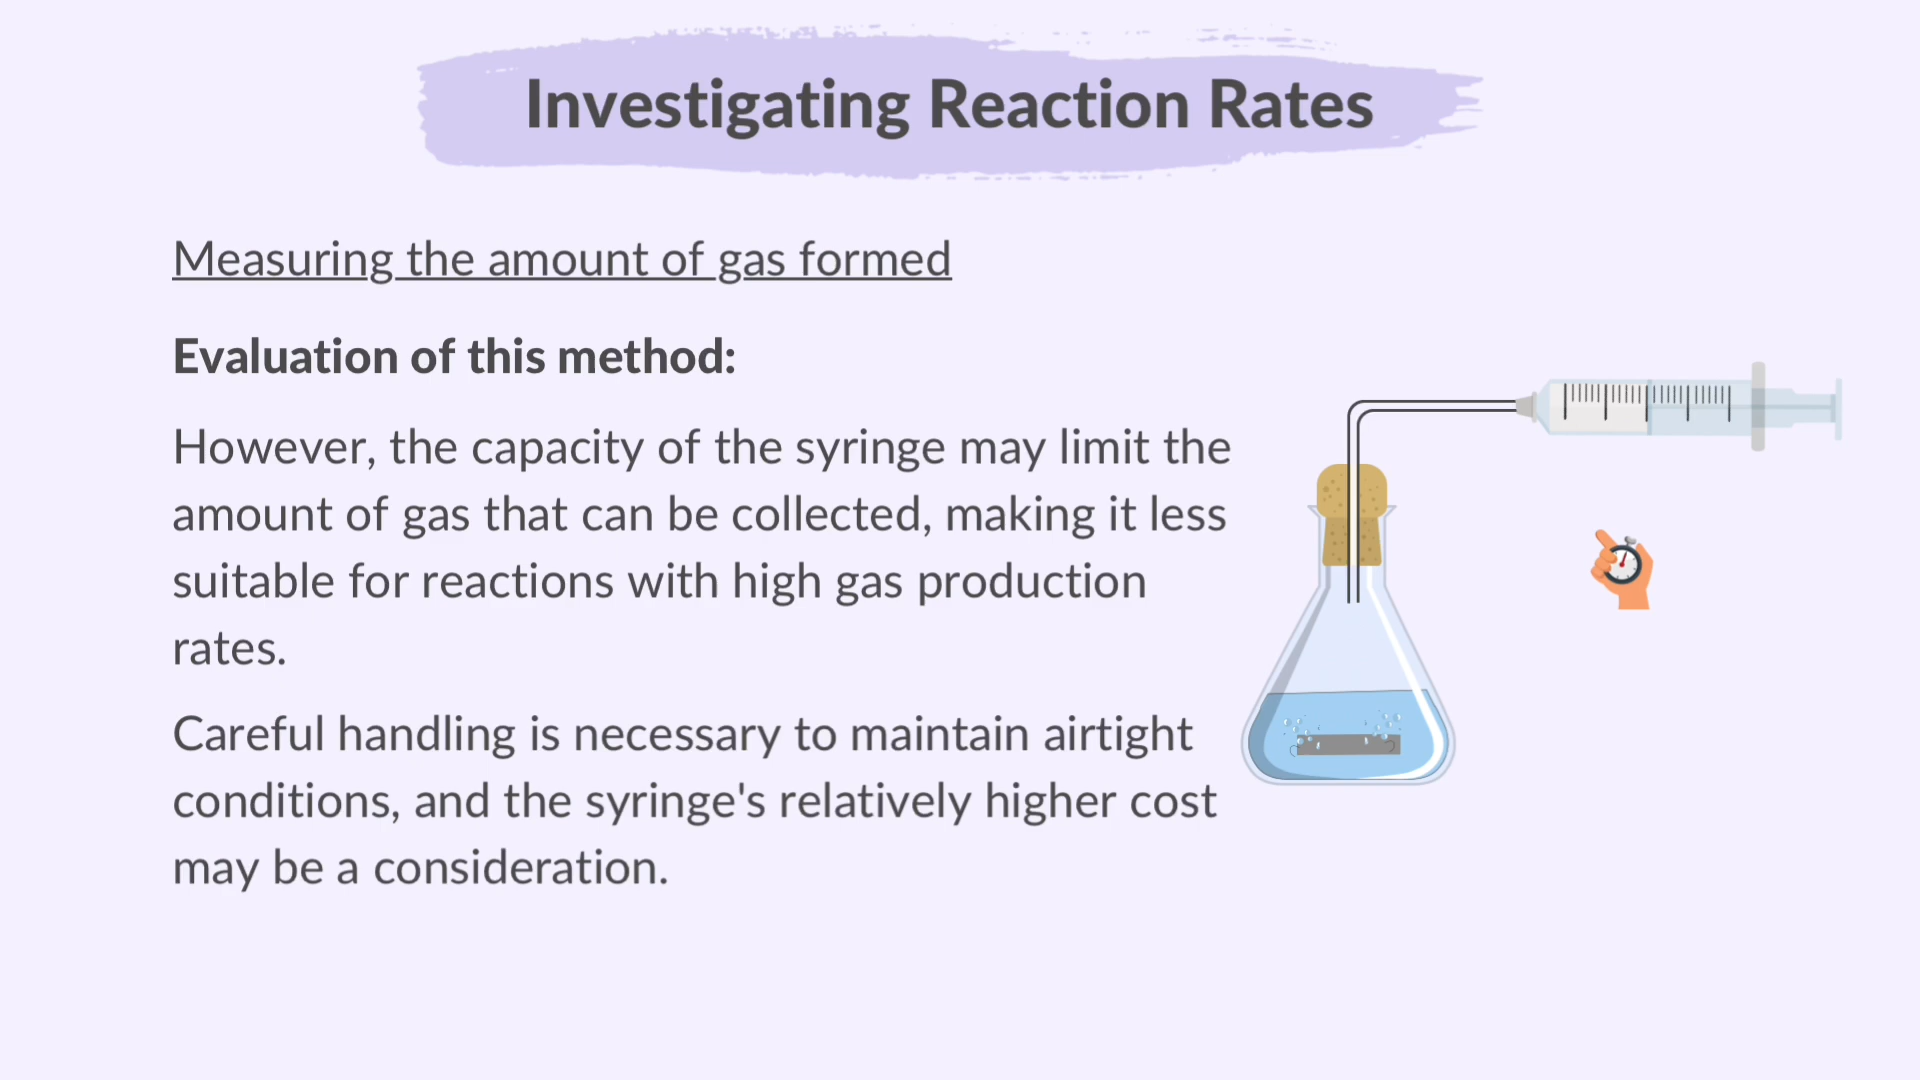 Investigating Reaction Rates
Measuring the amount of gas formed
Evaluation of this method:
However, the capacity of the syringe may limit the
amount of gas that can be collected, making it less
suitable for reactions with high gas production
rates.
Careful handling is necessary to maintain airtight
conditions, and the syringe's relatively higher cost
may be a consideration.